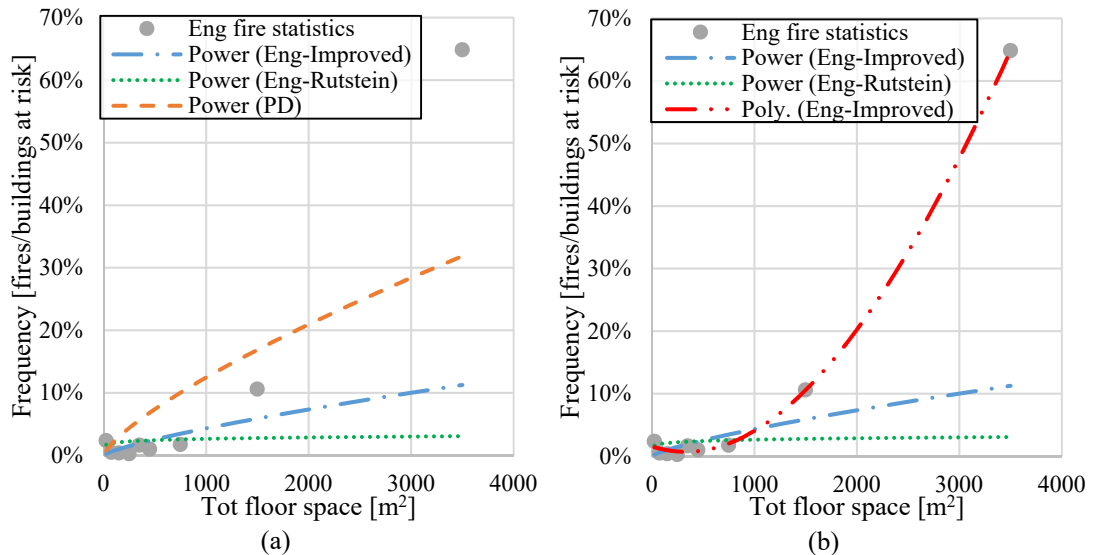 Frequency [fires/buildings at risk]
70%
60%
50%
40%
30%
20%
10%
0%
Eng fire statistics
Power (Eng-Improved)
Power (Eng-Rutstein)
Power (PD)
0 1000 2000 3000 4000
Tot floor space [m²]
(a)
Frequency [fires/buildings at risk]
70%
60%
50%
40%
30%
20%
10%
0%
Eng fire statistics
Power (Eng-Improved)
Power (Eng-Rutstein)
Poly. (Eng-Improved)
0 1000 2000 3000 4000
Tot floor space [m²]
(b)